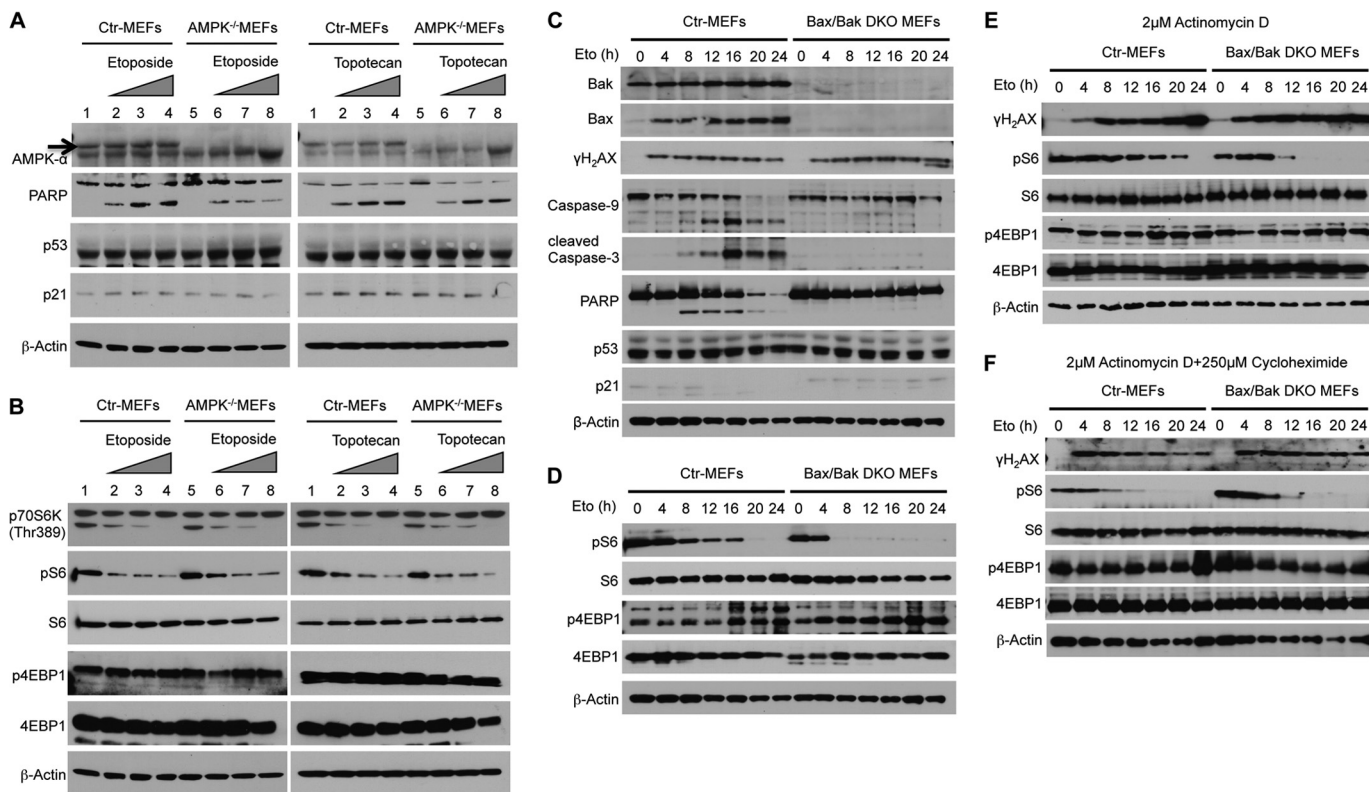 A
Ctr-MEFs AMPK-/-MEFs Ctr-MEFs AMPK-/-MEFs
Etoposide Etoposide Topotecan Topotecan
1 2 3 4 5 6 7 8 1 2 3 4 5 6 7 8
AMPK-α
PARP
p53
p21
β-Actin
B
Ctr-MEFs AMPK-/-MEFs Ctr-MEFs AMPK-/-MEFs
Etoposide Etoposide Topotecan Topotecan
1 2 3 4 5 6 7 8 1 2 3 4 5 6 7 8
p70S6K
(Thr389)
pS6
S6
p4EBP1
4EBP1
β-Actin
C
Ctr-MEFs Bax/Bak DKO MEFs
Eto (h) 0 4 8 12 16 20 24 0 4 8 12 16 20 24
Bak
Bax
γH2AX
Caspase-9
cleaved
Caspase-3
PARP
p53
p21
β-Actin
D
Ctr-MEFs Bax/Bak DKO MEFs
Eto (h) 0 4 8 12 16 20 24 0 4 8 12 16 20 24
pS6
S6
p4EBP1
4EBP1
β-Actin
E
2μM Actinomycin D
Ctr-MEFs Bax/Bak DKO MEFs
Eto (h) 0 4 8 12 16 20 24 0 4 8 12 16 20 24
γH2AX
pS6
S6
p4EBP1
4EBP1
β-Actin
F
2μM Actinomycin D+250μM Cycloheximide
Ctr-MEFs Bax/Bak DKO MEFs
Eto (h) 0 4 8 12 16 20 24 0 4 8 12 16 20 24
γH2AX
pS6
S6
p4EBP1
4EBP1
β-Actin